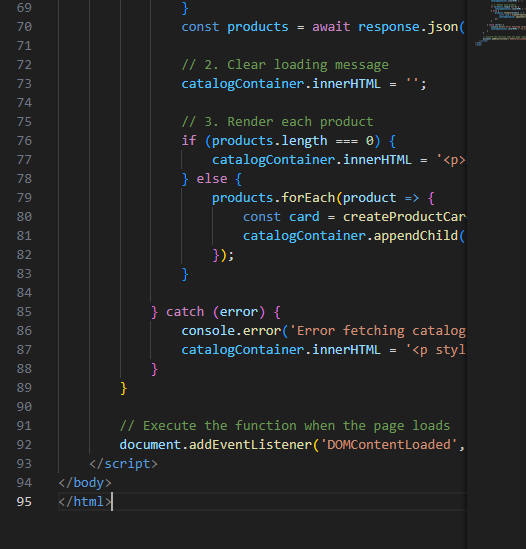 69 }
70 const products = await response.json(
71
72 // 2. Clear loading message
73 catalogContainer.innerHTML = '';
74
75 // 3. Render each product
76 if (products.length === 0) {
77 catalogContainer.innerHTML = '<p>
78 } else {
79 products.forEach(product => {
80 const card = createProductCar
81 catalogContainer.appendChild(
82 });
83 }
84
85 } catch (error) {
86 console.error('Error fetching catalog
87 catalogContainer.innerHTML = '<p styl
88 }
89 }
90
91 // Execute the function when the page loads
92 document.addEventListener('DOMContentLoaded',
93 </script>
94 </body>
95 </html>